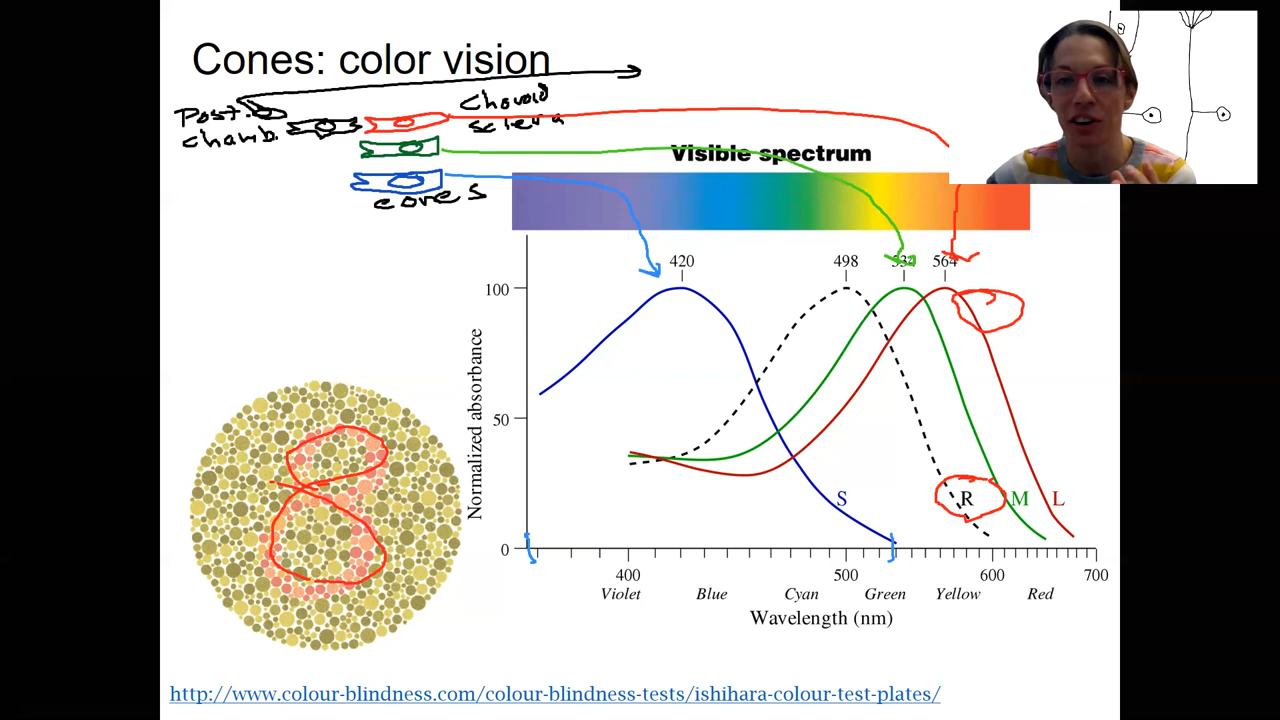 Cones: color vision
Post.
chamb.
Choroid
sclera
cones
Visible spectrum
420
498
534
564
100
50
0
Normalized absorbance
S
R
M
L
400
500
600
700
Violet
Blue
Cyan
Green
Yellow
Red
Wavelength (nm)
http://www.colour-blindness.com/colour-blindness-tests/ishihara-colour-test-plates/